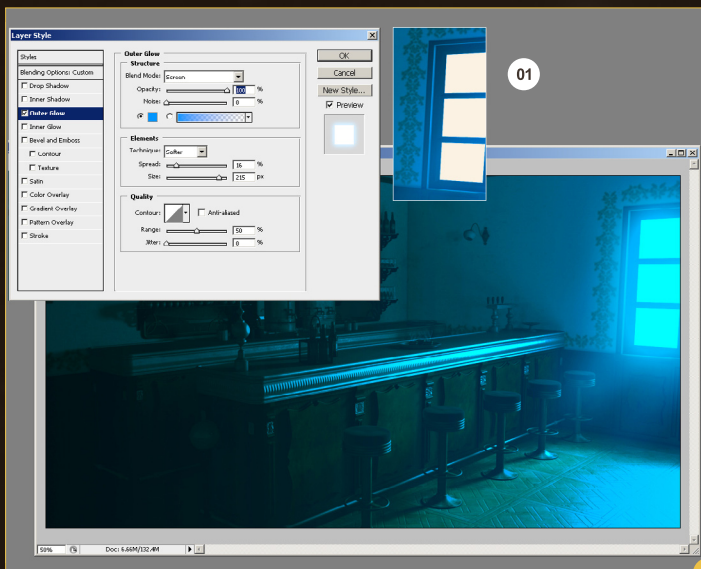 Layer Style
Styles
Blending Options: Custom
Drop Shadow
Inner Shadow
Outer Glow
Inner Glow
Bevel and Emboss
Contour
Texture
Satin
Color Overlay
Gradient Overlay
Pattern Overlay
Stroke
Outer Glow
Structure
Blend Mode: Screen
Opacity: 100 %
Noise: 0 %
Elements
Technique: Softer
Spread: 16 %
Size: 215 px
Quality
Contour: Anti-aliased
Range: 50 %
Jitter: 0 %
OK
Cancel
New Style...
Preview
01
50% Doc: 6.66M/132.4M